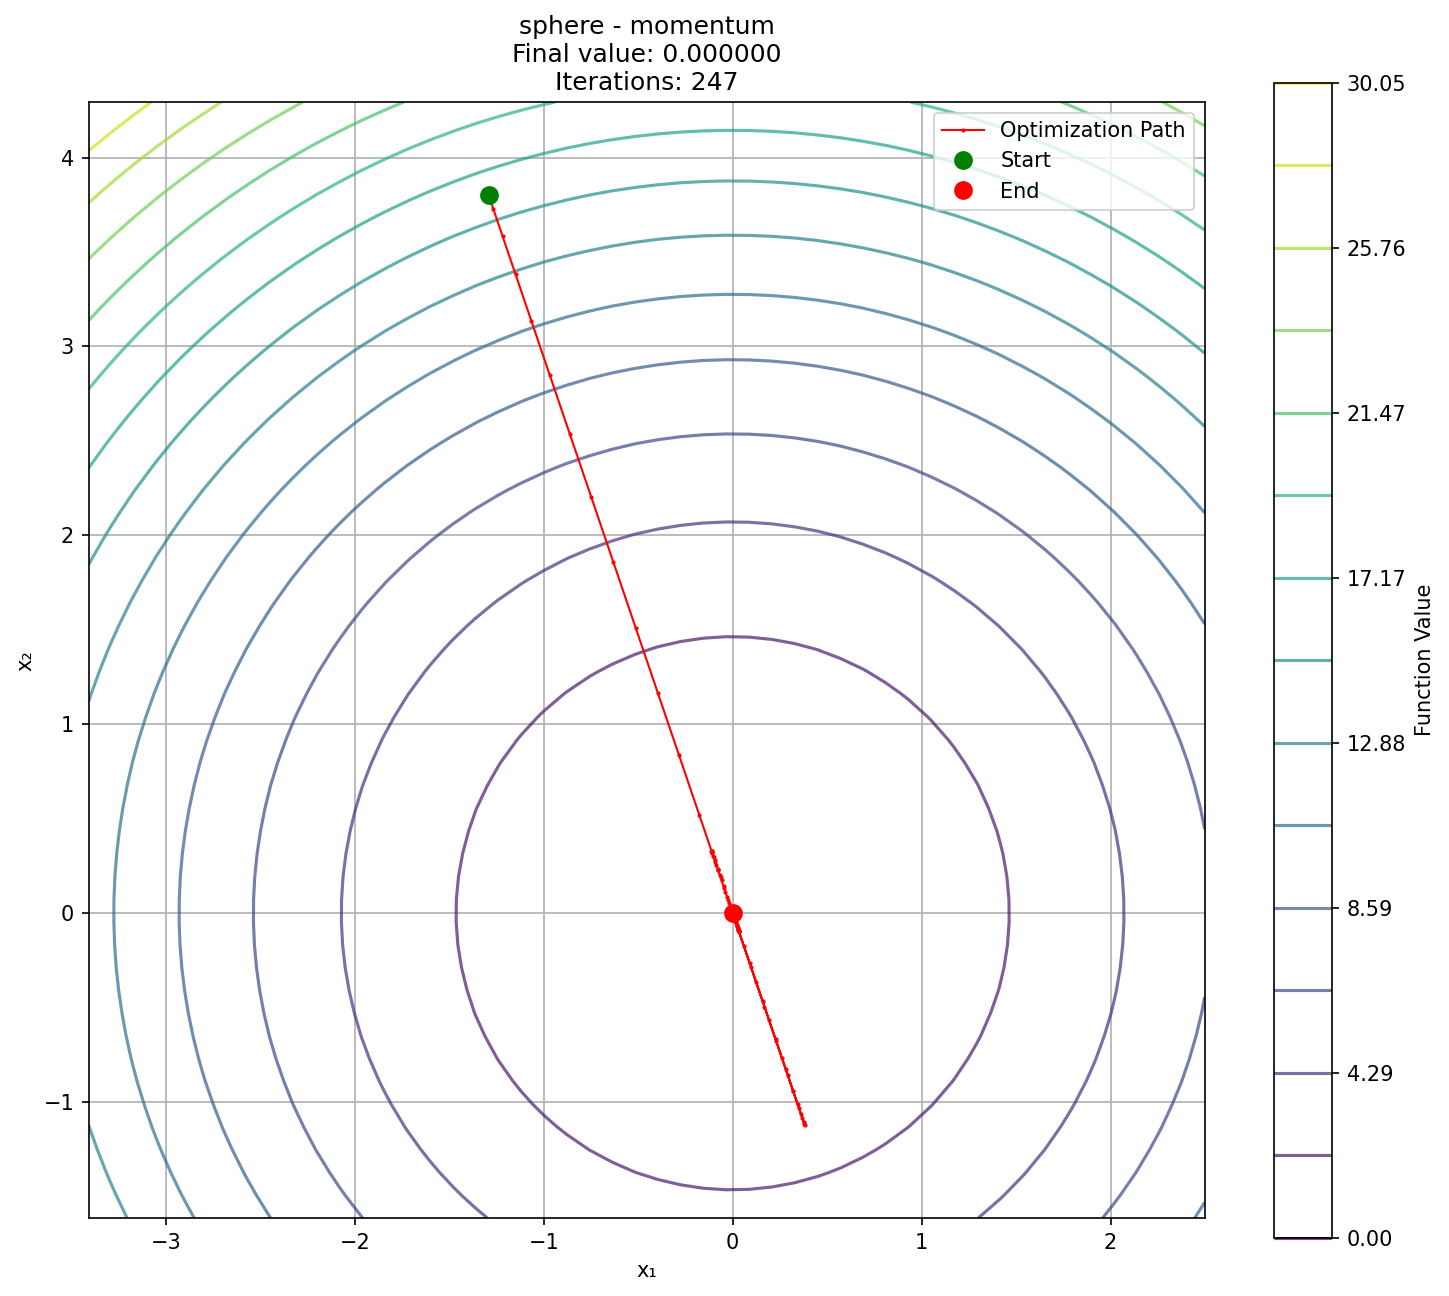 sphere - momentum
Final value: 0.000000
Iterations: 247
Optimization Path
Start
End
4
3
2
1
0
−1
x₂
−3
−2
−1
0
1
2
x₁
30.05
25.76
21.47
17.17
12.88
8.59
4.29
0.00
Function Value